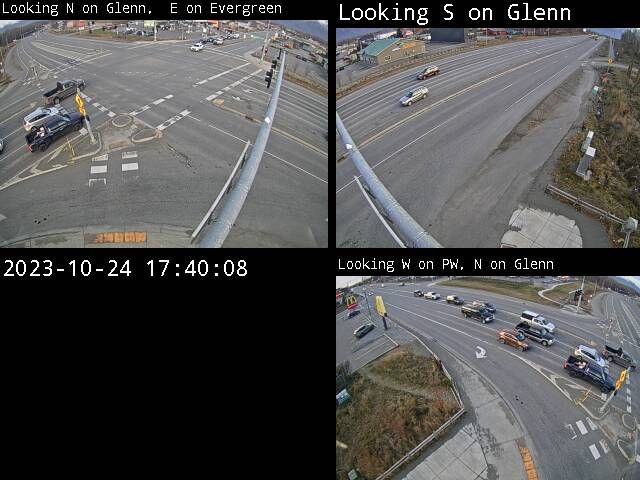 Looking N on Glenn, E on Evergreen
Looking S on Glenn
2023-10-24 17:40:08
Looking W on PW, N on Glenn